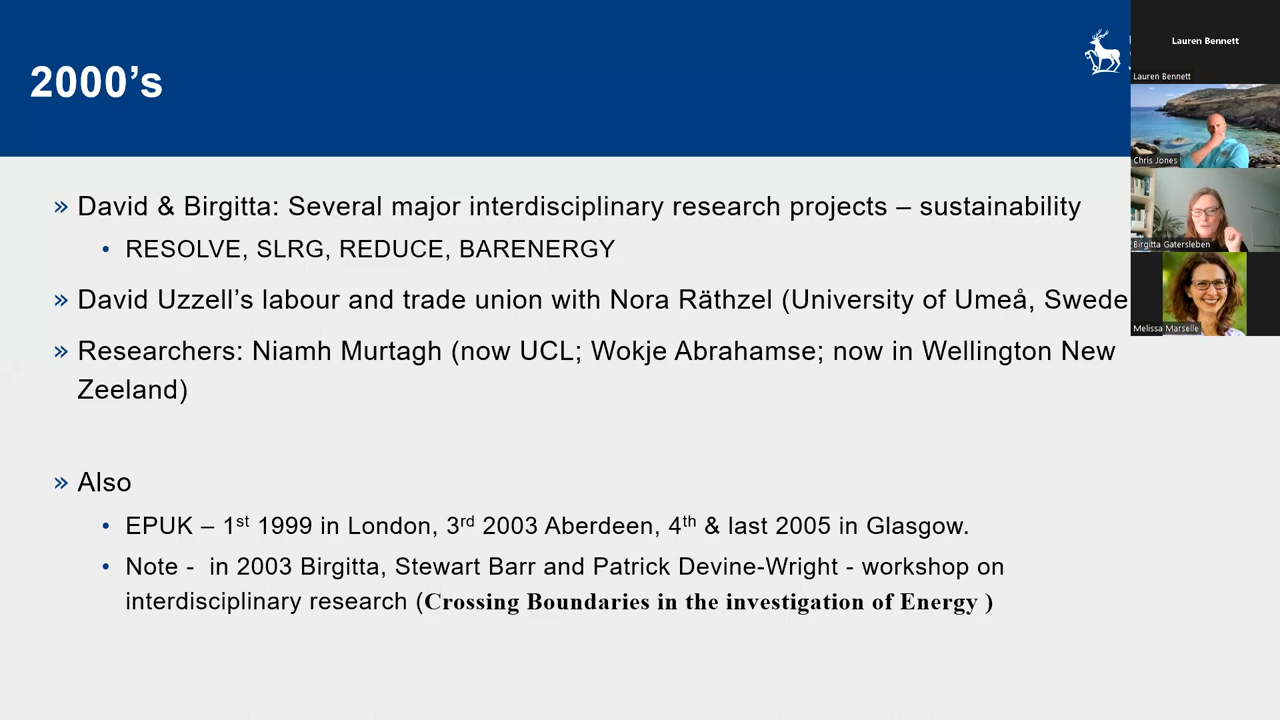 2000’s
» David & Birgitta: Several major interdisciplinary research projects – sustainability
• RESOLVE, SLRG, REDUCE, BARENERGY
» David Uzzell’s labour and trade union with Nora Räthzel (University of Umeå, Swede
» Researchers: Niamh Murtagh (now UCL; Wokje Abrahamse; now in Wellington New
Zeeland)
» Also
• EPUK – 1st 1999 in London, 3rd 2003 Aberdeen, 4th & last 2005 in Glasgow.
• Note - in 2003 Birgitta, Stewart Barr and Patrick Devine-Wright - workshop on
interdisciplinary research (Crossing Boundaries in the investigation of Energy )
Lauren Bennett
Lauren Bennett
Chris Jones
Birgitta Gatersleben
Melissa Marselle